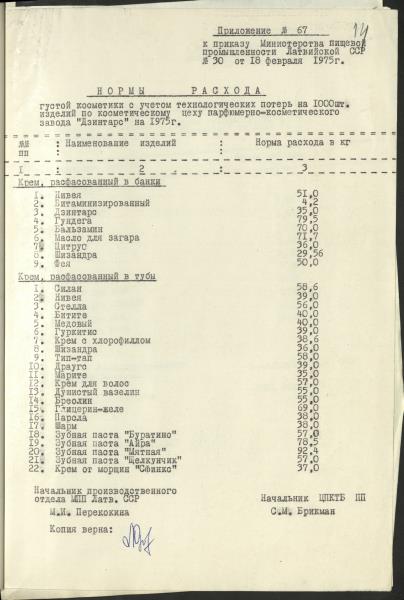 14
Приложение № 67
к приказу Министерства пищевой
промышленности Латвийской ССР
№ 30 от 18 февраля 1975г.
НОРМЫ РАСХОДА
густой косметики с учетом технологических потерь на 1000шт.
изделий по косметическому цеху парфюмерно-косметического
завода "Дзинтарс" на 1975г.
№№ пп : Наименование изделий : Норма расхода в кг
I : 2 : 3
Крем, расфасованный в банки
1. Нивея 51,0
2. Витаминизированный 4,2
3. Дзинтарс 35,0
4. Гундега 79,5
5. Бальзамин 70,0
6. Масло для загара 71,7
7. Цитрус 36,0
8. Шизандра 29,56
9. Фея 50,0
Крем, расфасованный в тубы
1. Силан 58,6
2. Нивея 39,0
3. Стелла 56,0
4. Битите 40,0
5. Медовый 40,0
6. Гуркитис 39,0
7. Крем с хлорофиллом 38,6
8. Шизандра 36,0
9. Тип-тап 58,0
10. Драугс 39,0
11. Марите 35,0
12. Крем для волос 57,0
13. Душистый вазелин 55,0
14. Бреолин 55,0
15. Глицерин-желе 69,0
16. Парсла 38,0
17. Шарм 38,0
18. Зубная паста "Буратино" 57,0
19. Зубная паста "Айра" 78,5
20. Зубная паста "Мятная" 92,4
21. Зубная паста "Щелкунчик" 57,0
22. Крем от морщин "Сфинкс" 37,0
Начальник производственного
отдела МПП Латв. ССР
Начальник ЦПКТБ ПП
М.И. Перекокина
С.М. Брикман
Копия верна: